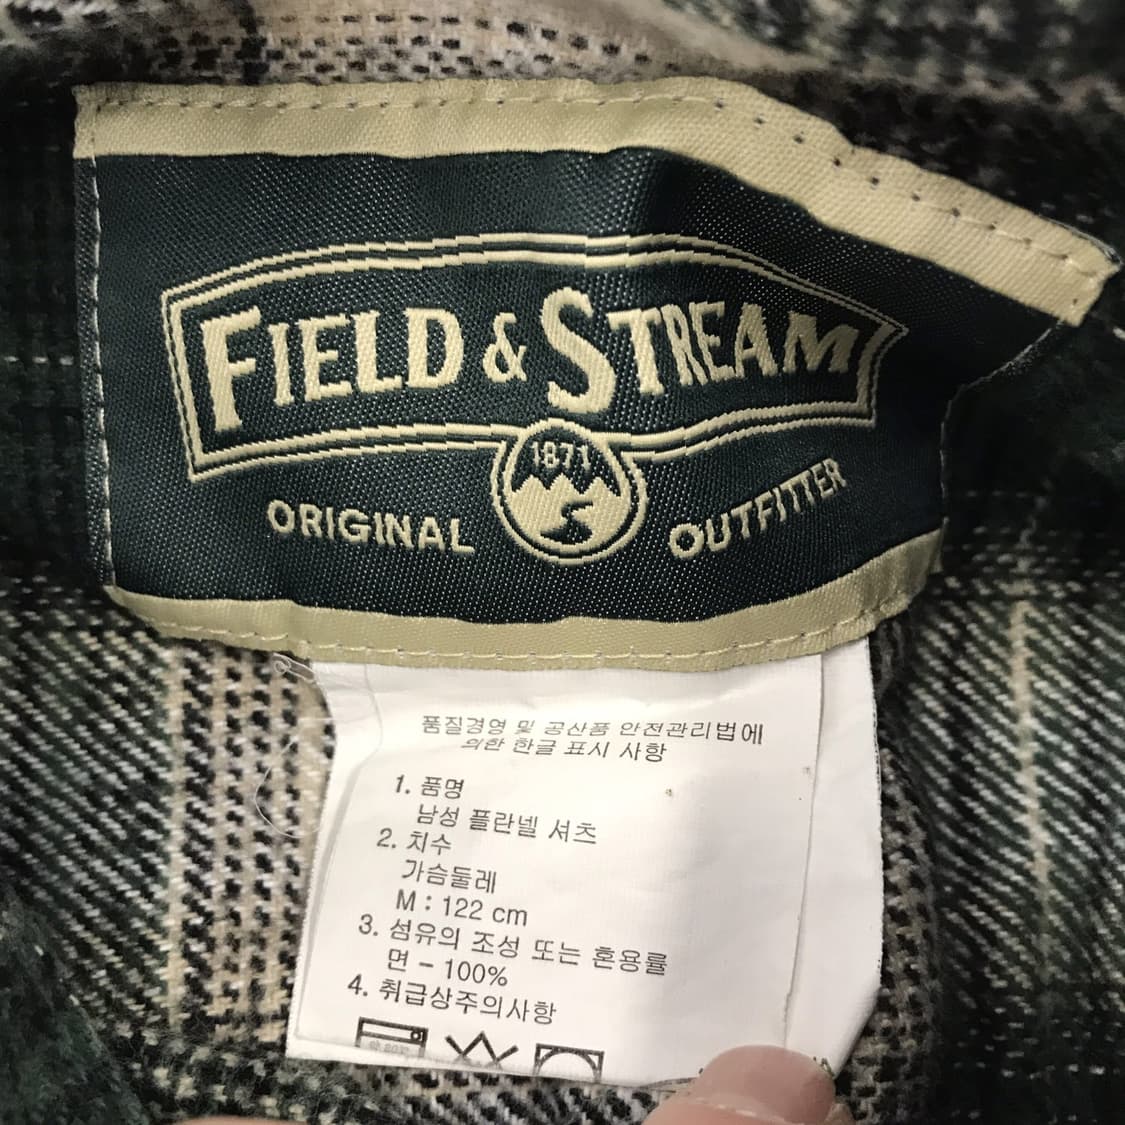 FIELD & STREAM
1871
ORIGINAL OUTFITTER
품질경영 및 공산품 안전관리법에
의한 한글 표시 사항
1. 품명
남성 플란넬 셔츠
2. 치수
가슴둘레
M : 122 cm
3. 섬유의 조성 또는 혼용률
면 - 100%
4. 취급상주의사항